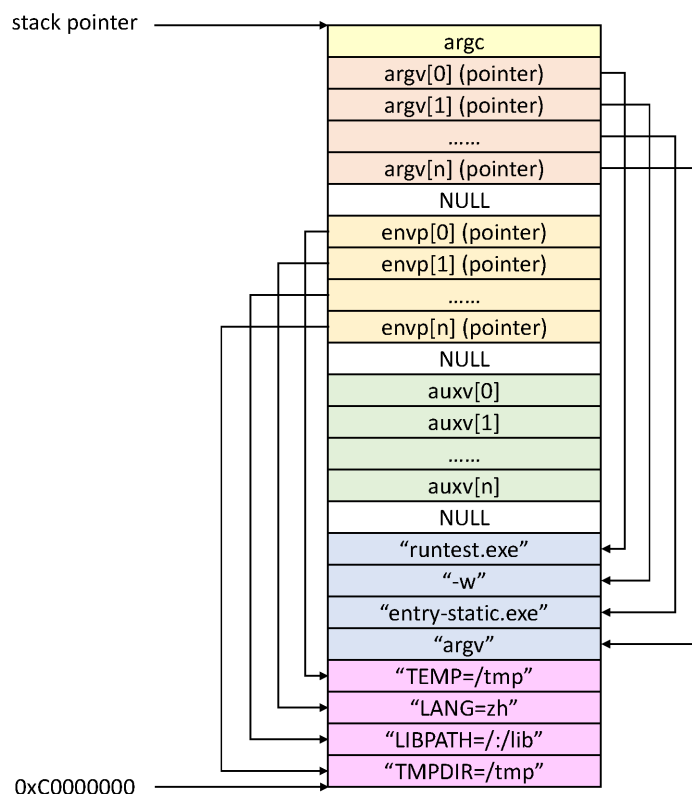 stack pointer
argc
argv[0] (pointer)
argv[1] (pointer)
……
argv[n] (pointer)
NULL
envp[0] (pointer)
envp[1] (pointer)
……
envp[n] (pointer)
NULL
auxv[0]
auxv[1]
……
auxv[n]
NULL
“runtest.exe”
“-w”
“entry-static.exe”
“argv”
“TEMP=/tmp”
“LANG=zh”
“LIBPATH=/:/lib”
“TMPDIR=/tmp”
0xC0000000